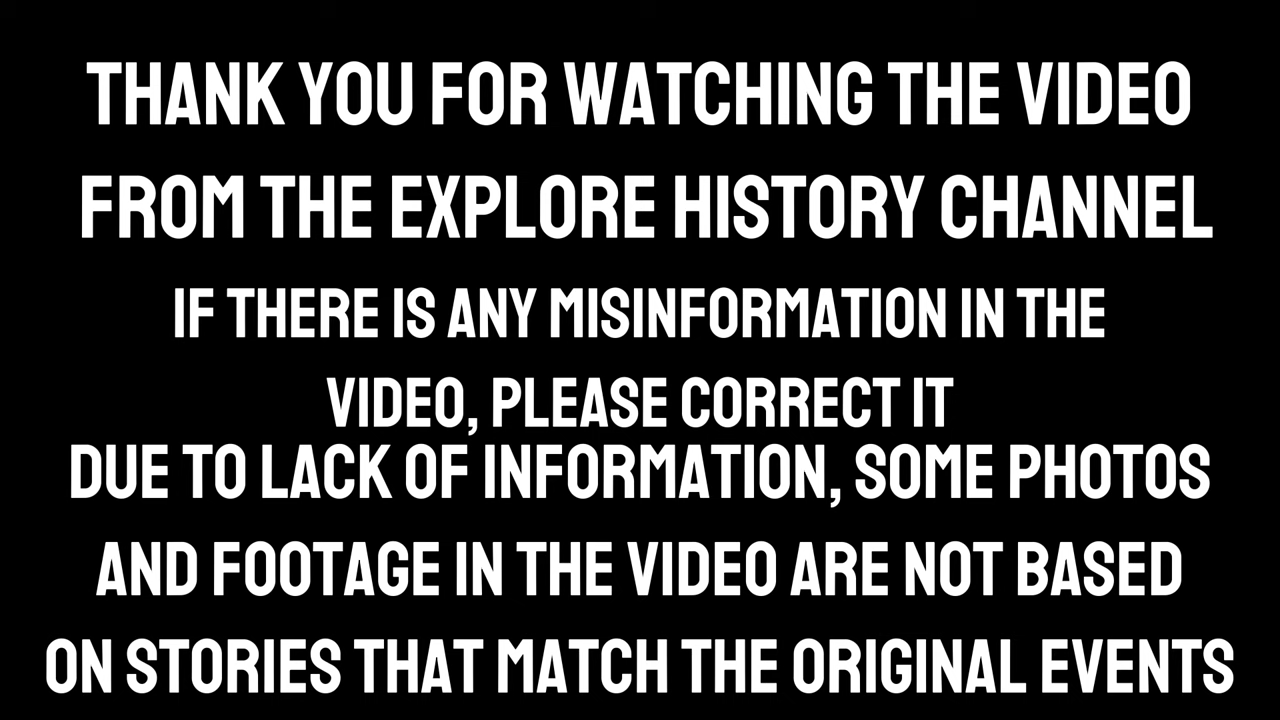 THANK YOU FOR WATCHING THE VIDEO
FROM THE EXPLORE HISTORY CHANNEL
IF THERE IS ANY MISINFORMATION IN THE
VIDEO, PLEASE CORRECT IT
DUE TO LACK OF INFORMATION, SOME PHOTOS
AND FOOTAGE IN THE VIDEO ARE NOT BASED
ON STORIES THAT MATCH THE ORIGINAL EVENTS